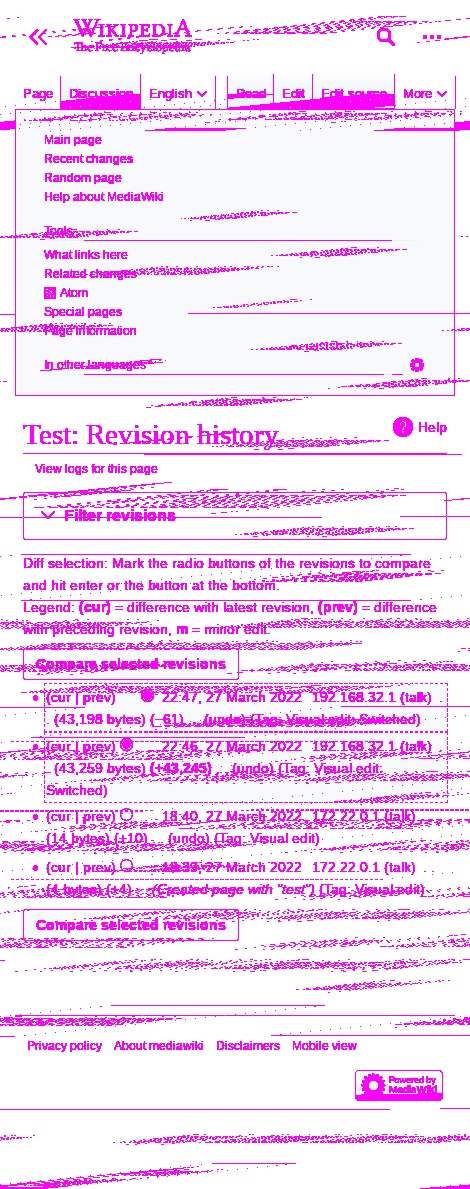 WIKIPEDIA
The Free Encyclopedia
Page Discussion English Read Edit Edit source More
Main page
Recent changes
Random page
Help about MediaWiki
Tools
What links here
Related changes
Atom
Special pages
Page information
In other languages
Test: Revision history
Help
View logs for this page
Filter revisions
Diff selection: Mark the radio buttons of the revisions to compare
and hit enter or the button at the bottom.
Legend: (cur) = difference with latest revision, (prev) = difference
with preceding revision, m = minor edit.
Compare selected revisions
(cur | prev) 22:47, 27 March 2022 192.168.32.1 (talk)
(43,198 bytes) (−61) (undo) (Tag: Visual edit: Switched)
(cur | prev) 22:46, 27 March 2022 192.168.32.1 (talk)
(43,259 bytes) (+43,245) (undo) (Tag: Visual edit:
Switched)
(cur | prev) 18:40, 27 March 2022 172.22.0.1 (talk)
(14 bytes) (+10) (undo) (Tag: Visual edit)
(cur | prev) 18:39, 27 March 2022 172.22.0.1 (talk)
(4 bytes) (+4) (Created page with "test") (Tag: Visual edit)
Compare selected revisions
Privacy policy About mediawiki Disclaimers Mobile view
Powered by
MediaWiki